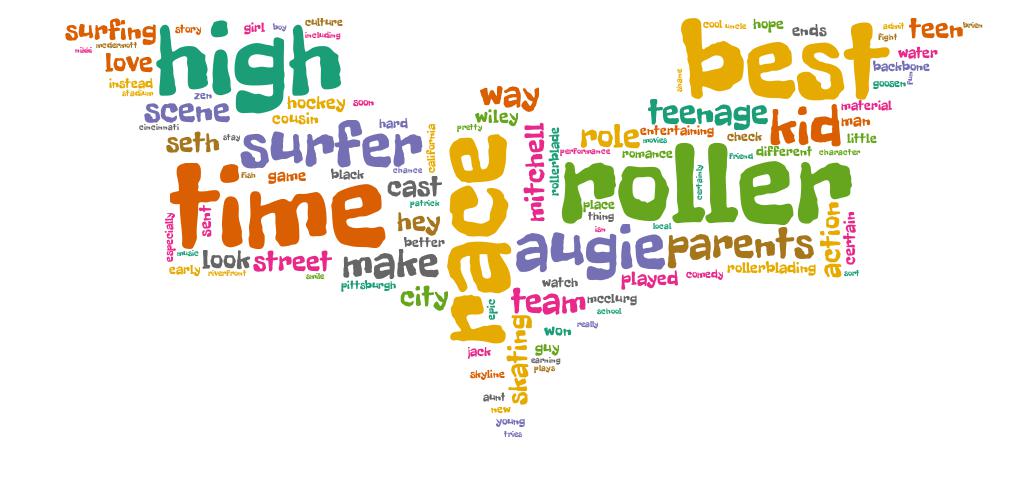 surfing
story
girl
boy
culture
including
nikki
mcdermott
high
love
instead
stadium
zen
scene
hockey
soon
cincinnati
cousin
seth
stay
surfer
hard
california
chance
fish
game
black
cast
patrick
time
especially
sent
music
hey
better
early
look
riverfront
street
smile
make
pittsburgh
city
way
wiley
pretty
race
epic
mitchell
rollerblade
performance
role
entertaining
movies
romance
roller
certainly
friend
place
thing
isn
local
augie
parents
action
certain
sort
rollerblading
comedy
played
watch
team
mcclurg
school
won
really
skating
guy
earning
plays
jack
skyline
aunt
new
young
tries
cool
uncle
hope
ends
best
shane
admit
fight
teen
brian
water
backbone
goosen
fun
teenage
kid
material
man
check
little
different
character